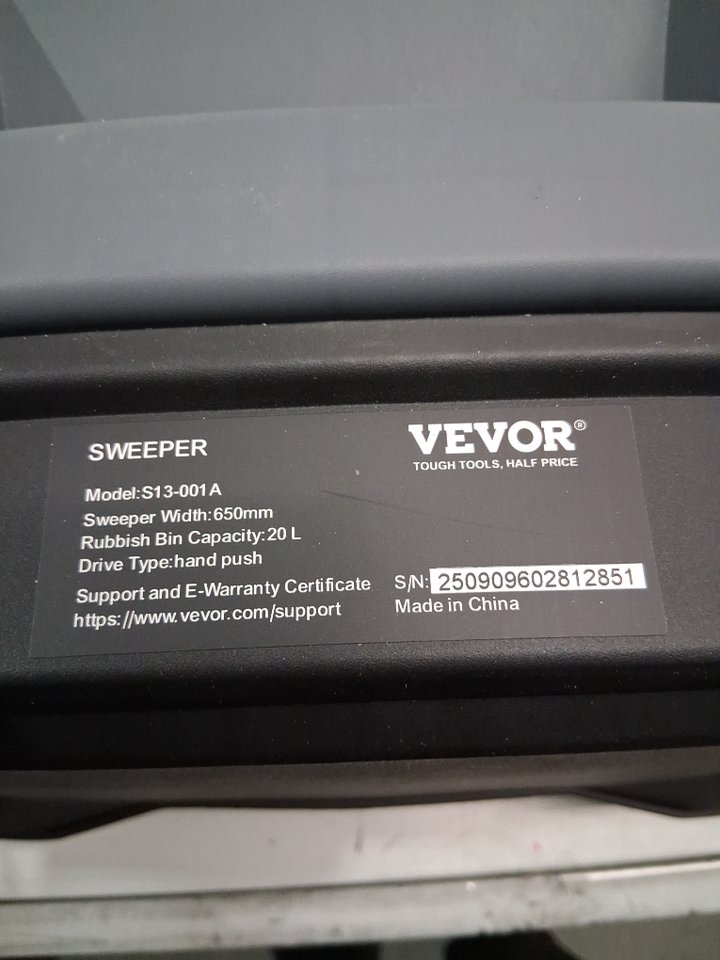 SWEEPER
Model:S13-001A
Sweeper Width:650mm
Rubbish Bin Capacity:20 L
Drive Type:hand push
Support and E-Warranty Certificate
https://www.vevor.com/support
VEVOR®
TOUGH TOOLS, HALF PRICE
S/N: 250909602812851
Made in China